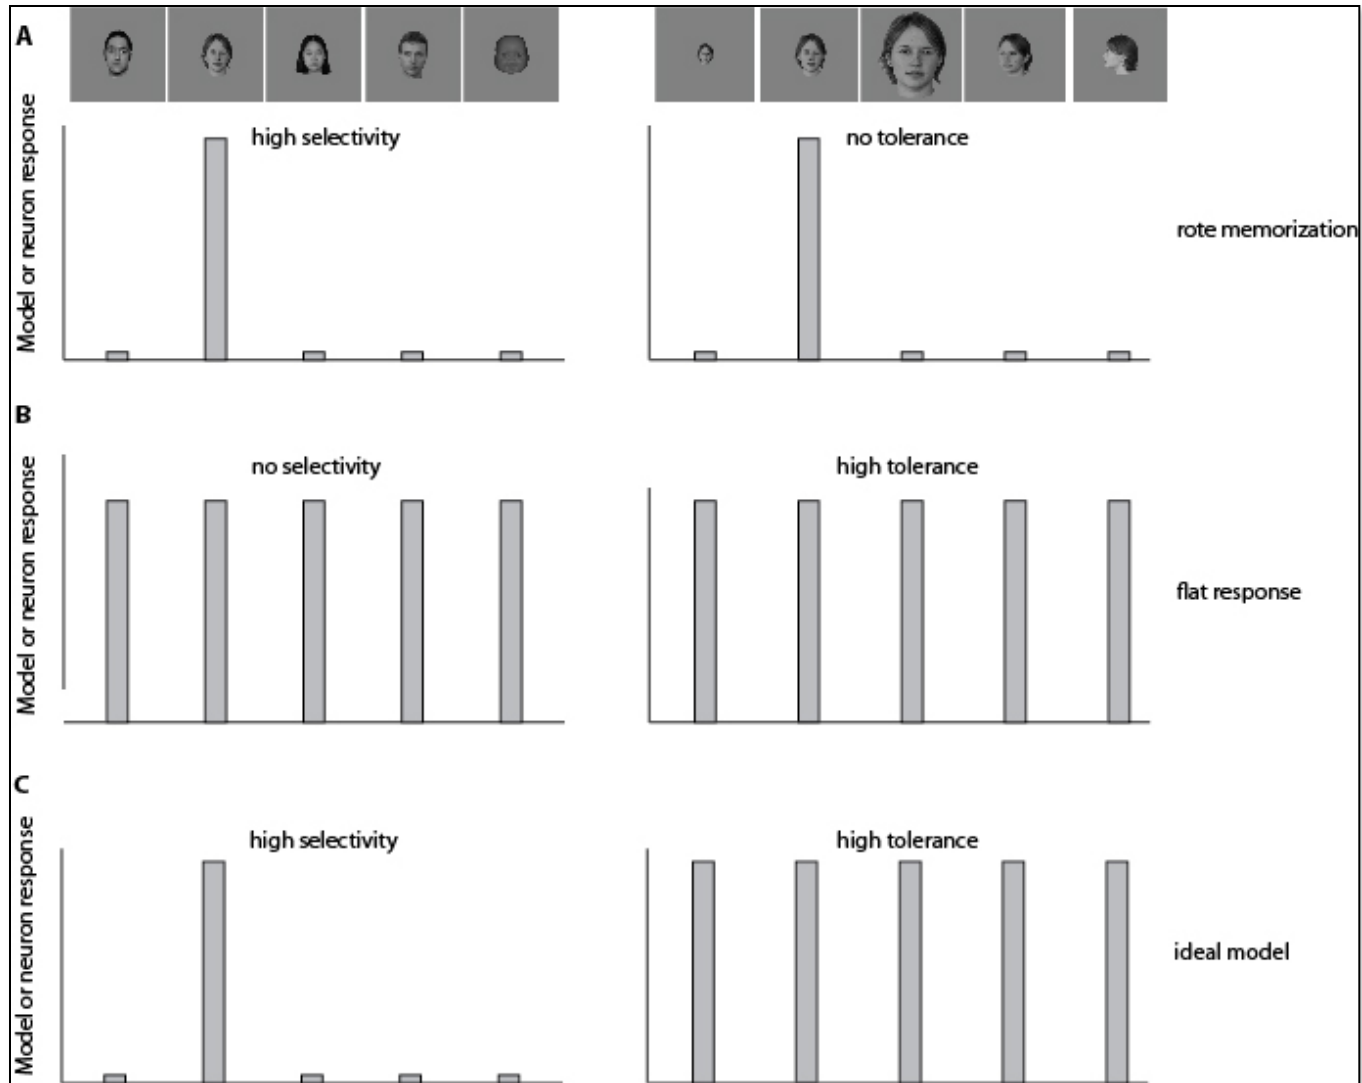 A
Model or neuron response
high selectivity
no tolerance
rote memorization
B
Model or neuron response
no selectivity
high tolerance
flat response
C
Model or neuron response
high selectivity
high tolerance
ideal model